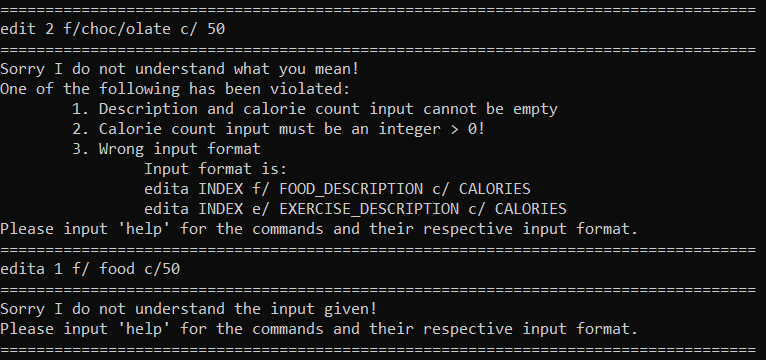 ====================================================================================
edit 2 f/choc/olate c/ 50
====================================================================================
Sorry I do not understand what you mean!
One of the following has been violated:
        1. Description and calorie count input cannot be empty
        2. Calorie count input must be an integer > 0!
        3. Wrong input format
                Input format is:
                edita INDEX f/ FOOD_DESCRIPTION c/ CALORIES
                edita INDEX e/ EXERCISE_DESCRIPTION c/ CALORIES
Please input 'help' for the commands and their respective input format.
====================================================================================
edita 1 f/ food c/50
====================================================================================
Sorry I do not understand the input given!
Please input 'help' for the commands and their respective input format.
====================================================================================